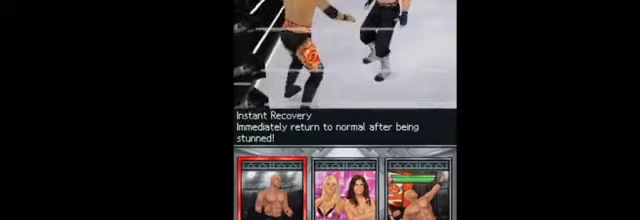 Instant Recovery
Immediately return to normal after being
stunned!